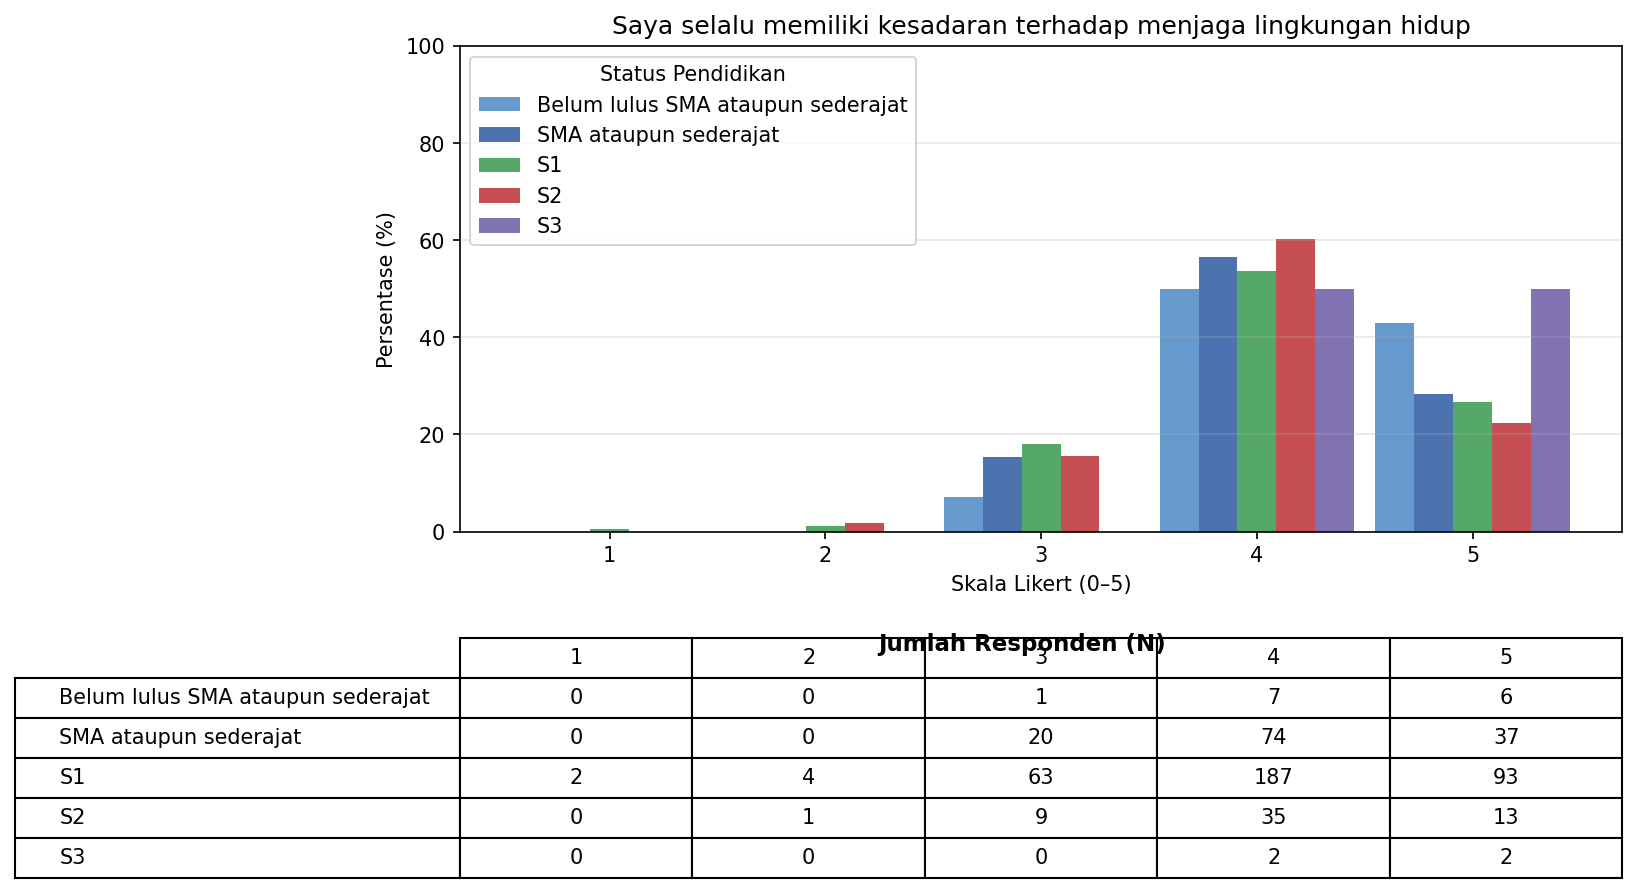 Saya selalu memiliki kesadaran terhadap menjaga lingkungan hidup
Persentase (%)
100
80
60
40
20
0
Status Pendidikan
Belum lulus SMA ataupun sederajat
SMA ataupun sederajat
S1
S2
S3
1 2 3 4 5
Skala Likert (0–5)
Jumlah Responden (N)
1 2 3 4 5
Belum lulus SMA ataupun sederajat 0 0 1 7 6
SMA ataupun sederajat 0 0 20 74 37
S1 2 4 63 187 93
S2 0 1 9 35 13
S3 0 0 0 2 2